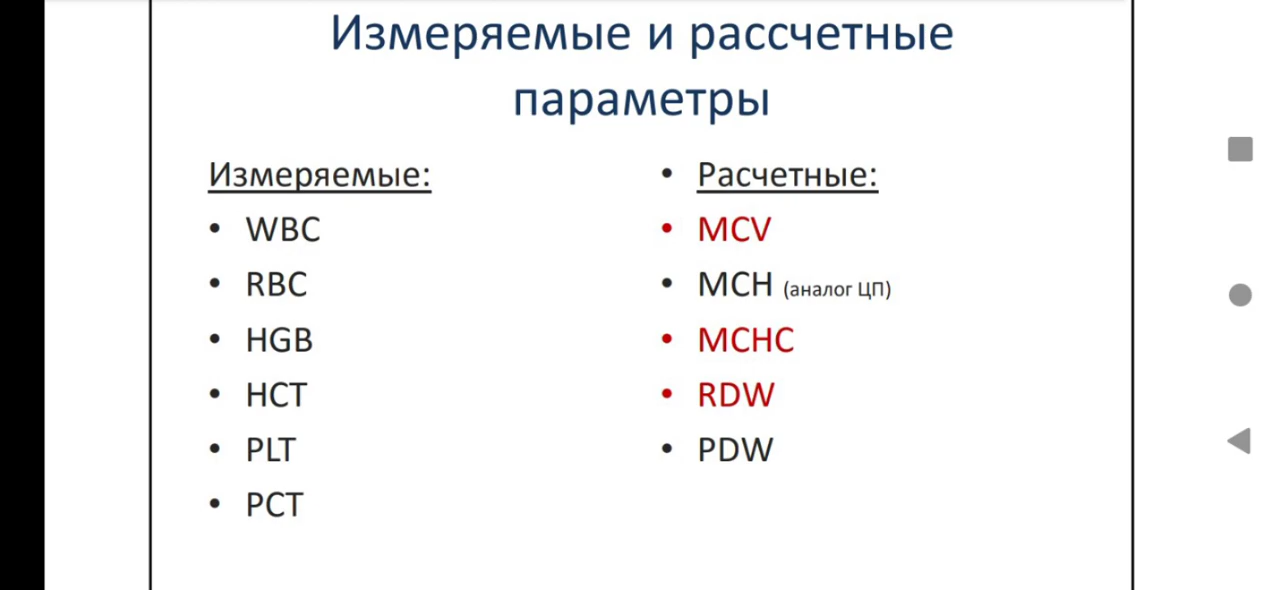 Измеряемые и рассчетные
параметры
Измеряемые:
• WBC
• RBC
• HGB
• HCT
• PLT
• PCT
• Расчетные:
• MCV
• MCH (аналог ЦП)
• MCHC
• RDW
• PDW